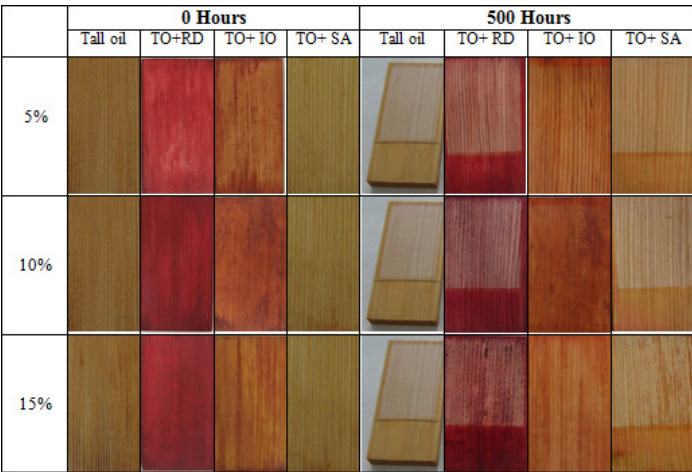 0 Hours 500 Hours
Tall oil TO+RD TO+ IO TO+ SA Tall oil TO+ RD TO+ IO TO+ SA
5%
10%
15%